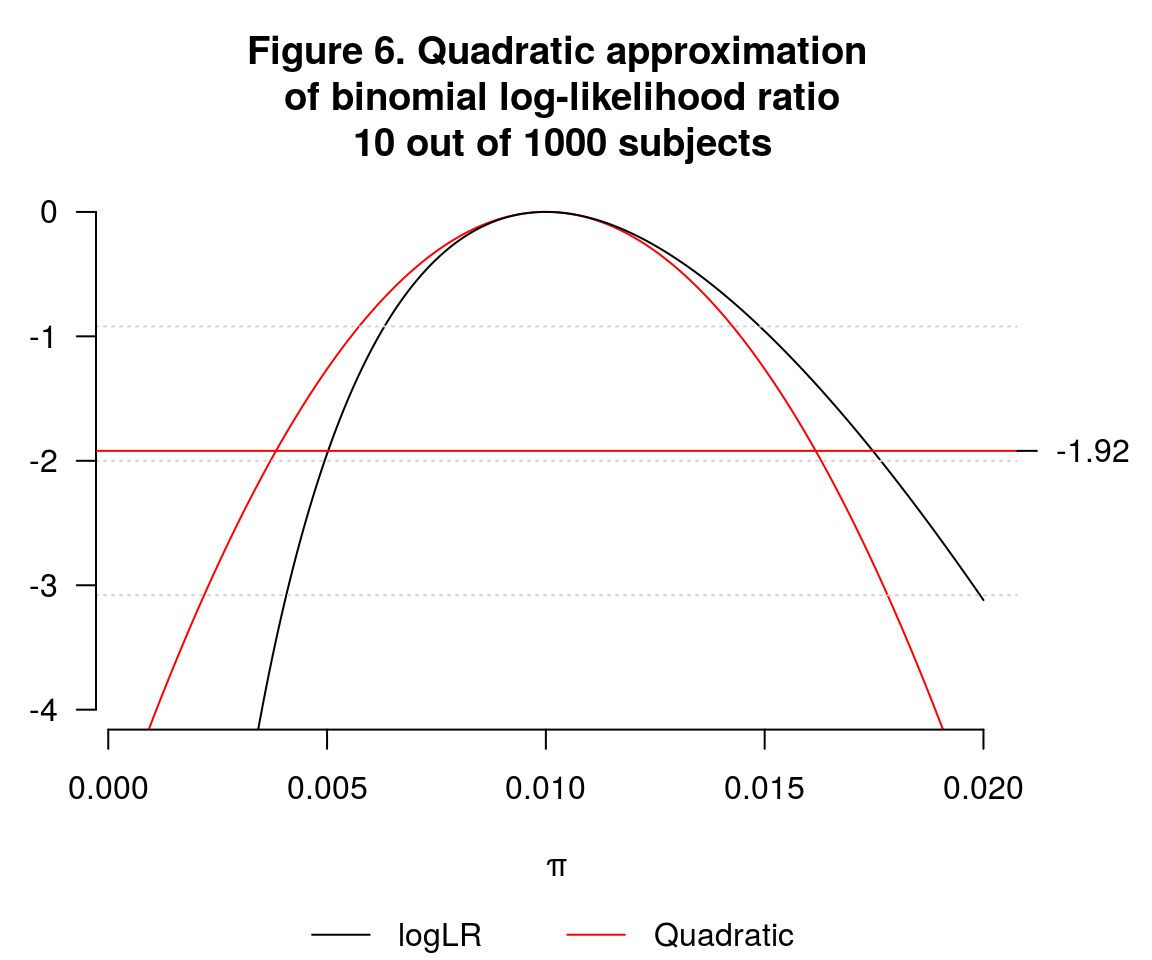 Figure 6. Quadratic approximation
of binomial log-likelihood ratio
10 out of 1000 subjects
0
-1
-2
-3
-4
-1.92
0.000 0.005 0.010 0.015 0.020
π
logLR Quadratic